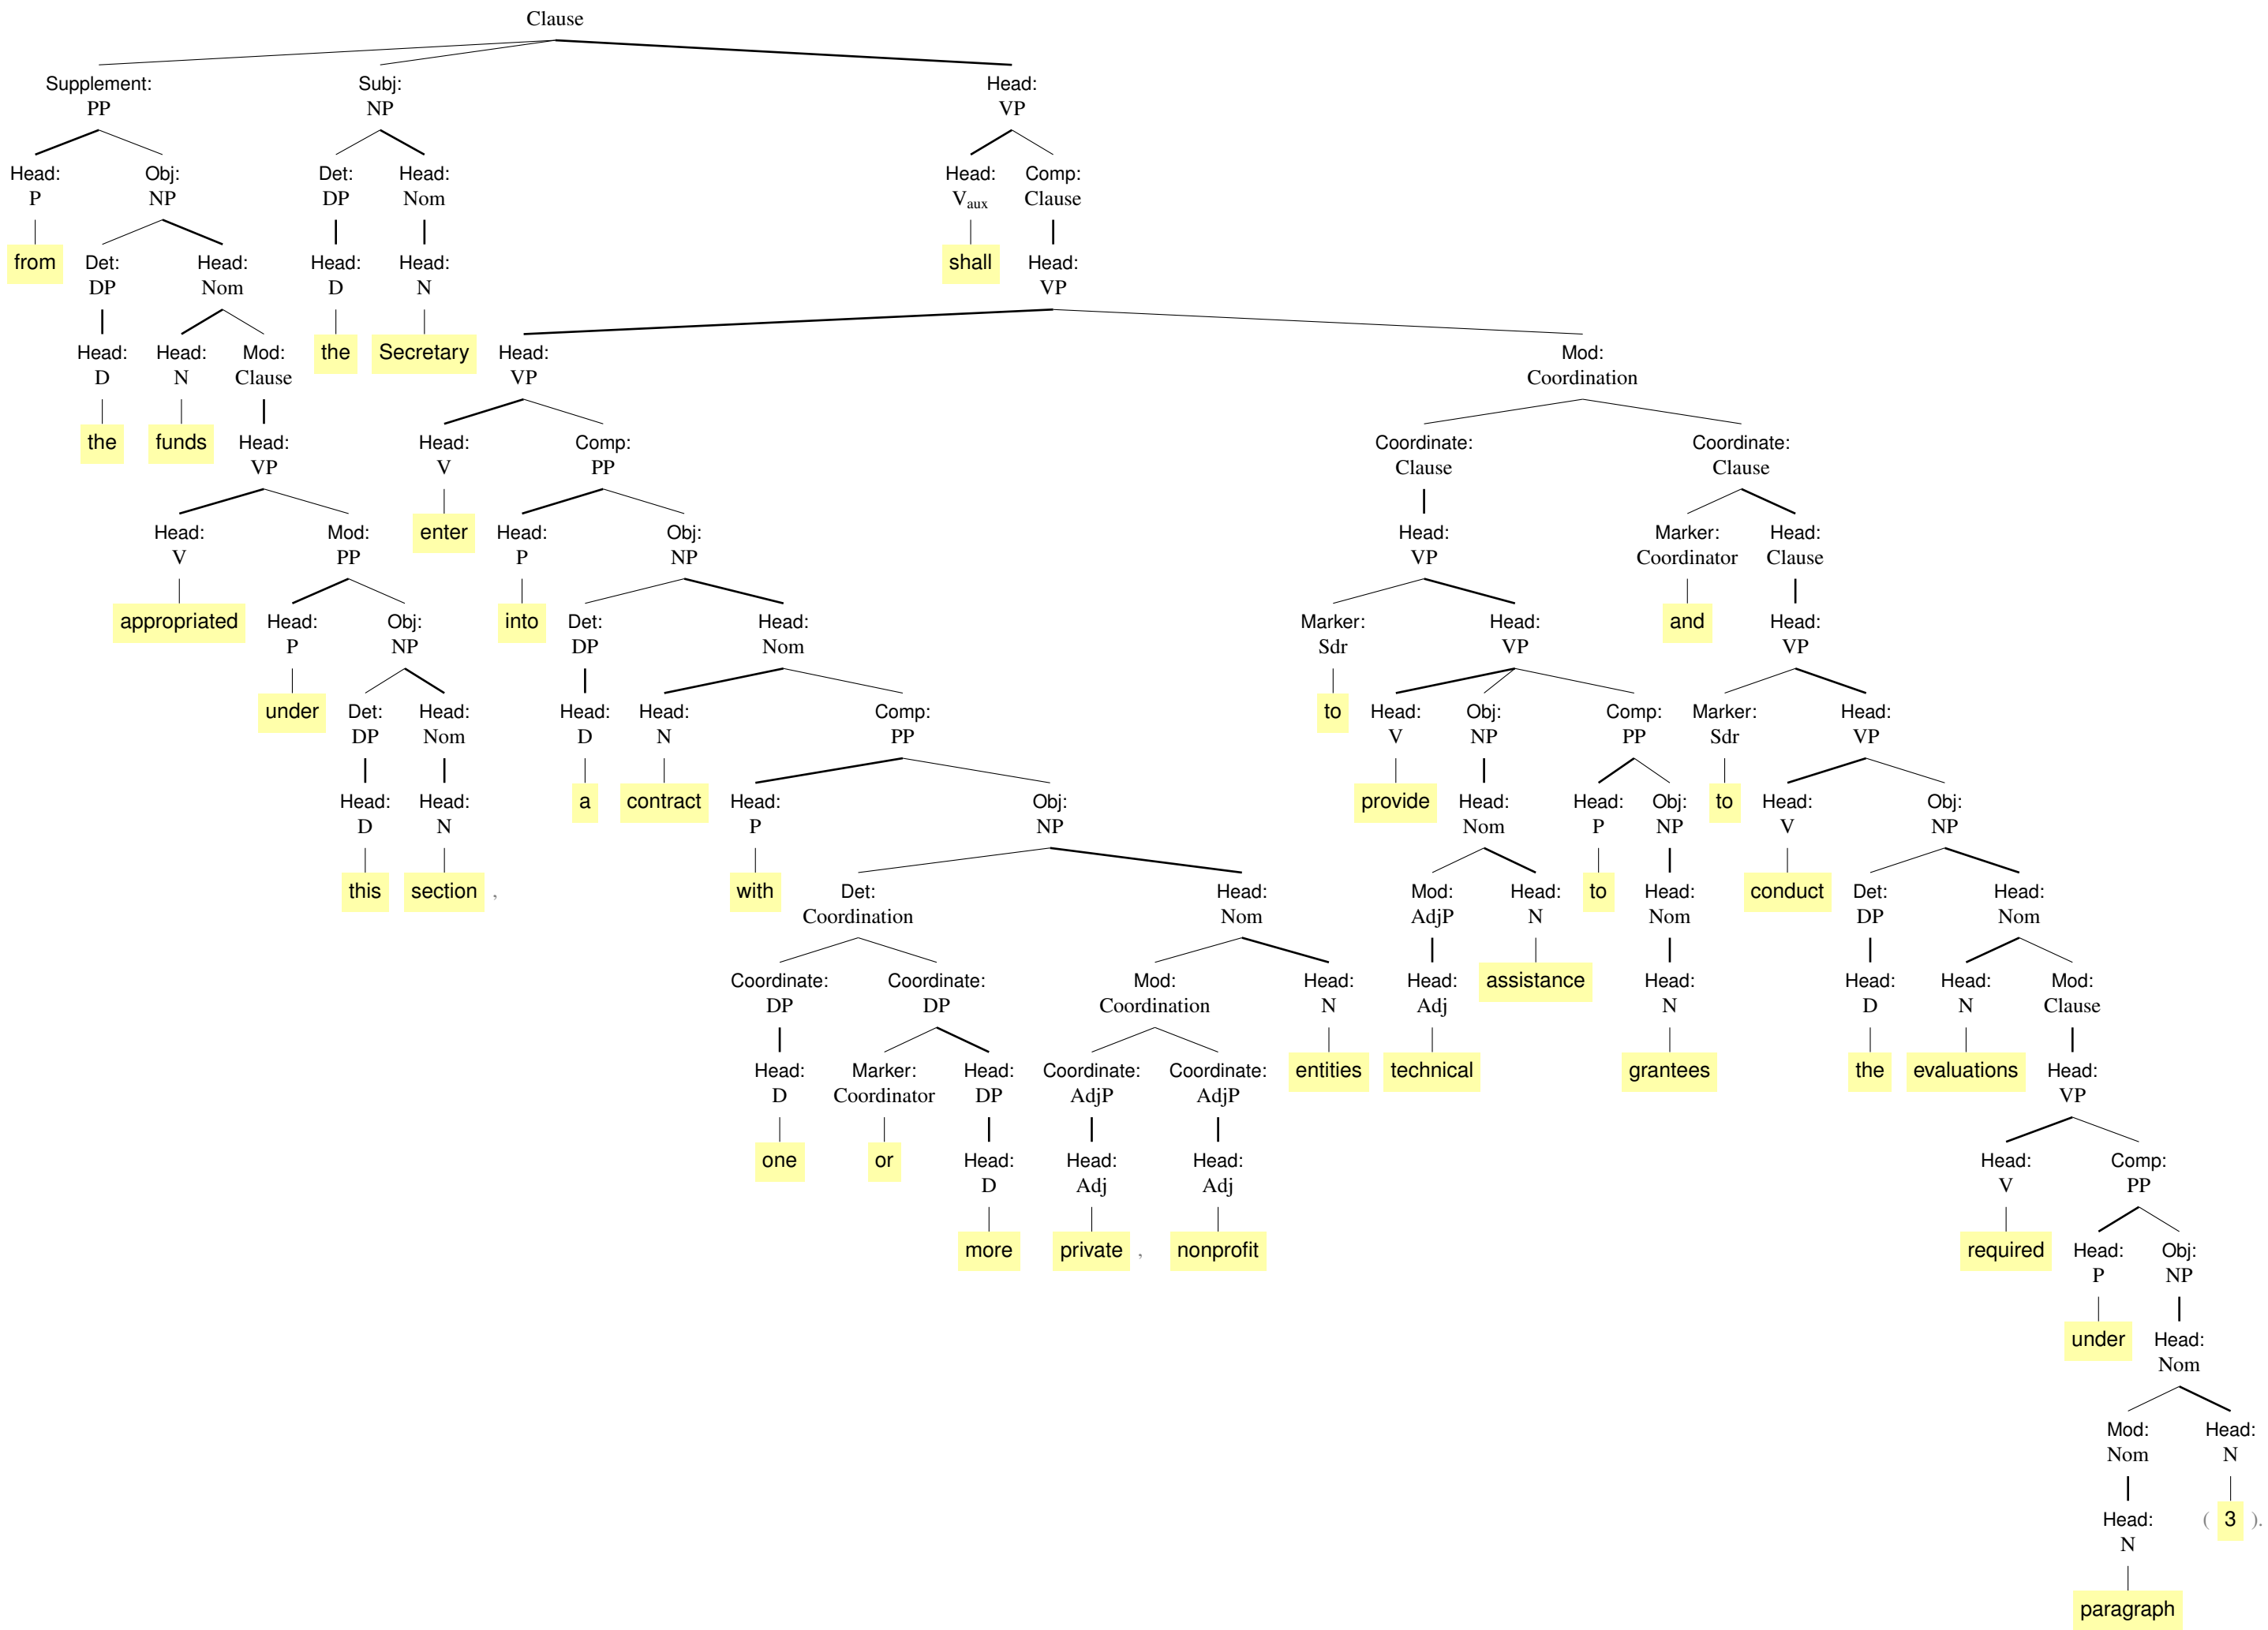 Clause
Supplement: Subj: Head:
PP NP VP
Head: Obj: Det: Head: Head: Comp:
P NP DP Nom Vaux Clause
from Det: Head: Head: Head: shall Head:
DP Nom D N VP
Head: Head: Mod: the Secretary Head: Mod:
D N Clause VP Coordination
the funds Head: Head: Comp: Coordinate: Coordinate:
VP V PP Clause Clause
Head: Mod: enter Head: Obj: Head: Marker: Head:
V PP P NP VP Coordinator Clause
appropriated Head: Obj: into Det: Head: Marker: Head: and Head:
P NP DP Nom Sdr VP VP
under Det: Head: Head: Head: Comp: to Head: Obj: Comp: Marker: Head:
DP Nom D N PP V NP PP Sdr VP
Head: Head: a contract Head: Obj: provide Head: Head: Obj: to Head: Obj:
D N P NP Nom P NP V NP
this section , with Det: Head: Mod: Head: to Head: conduct Det: Head:
Coordination Nom AdjP N Nom DP Nom
Coordinate: Coordinate: Mod: Head: Head: assistance Head: Head: Head: Mod:
DP DP Coordination N Adj N D N Clause
Head: Marker: Head: Coordinate: Coordinate: entities technical grantees the evaluations Head:
D Coordinator DP AdjP AdjP VP
one or Head: Head: Head: Head: Comp:
D Adj Adj V PP
more private , nonprofit required Head: Obj:
P NP
under Head:
Nom
Mod: Head:
Nom N
Head: ( 3 ).
N
paragraph